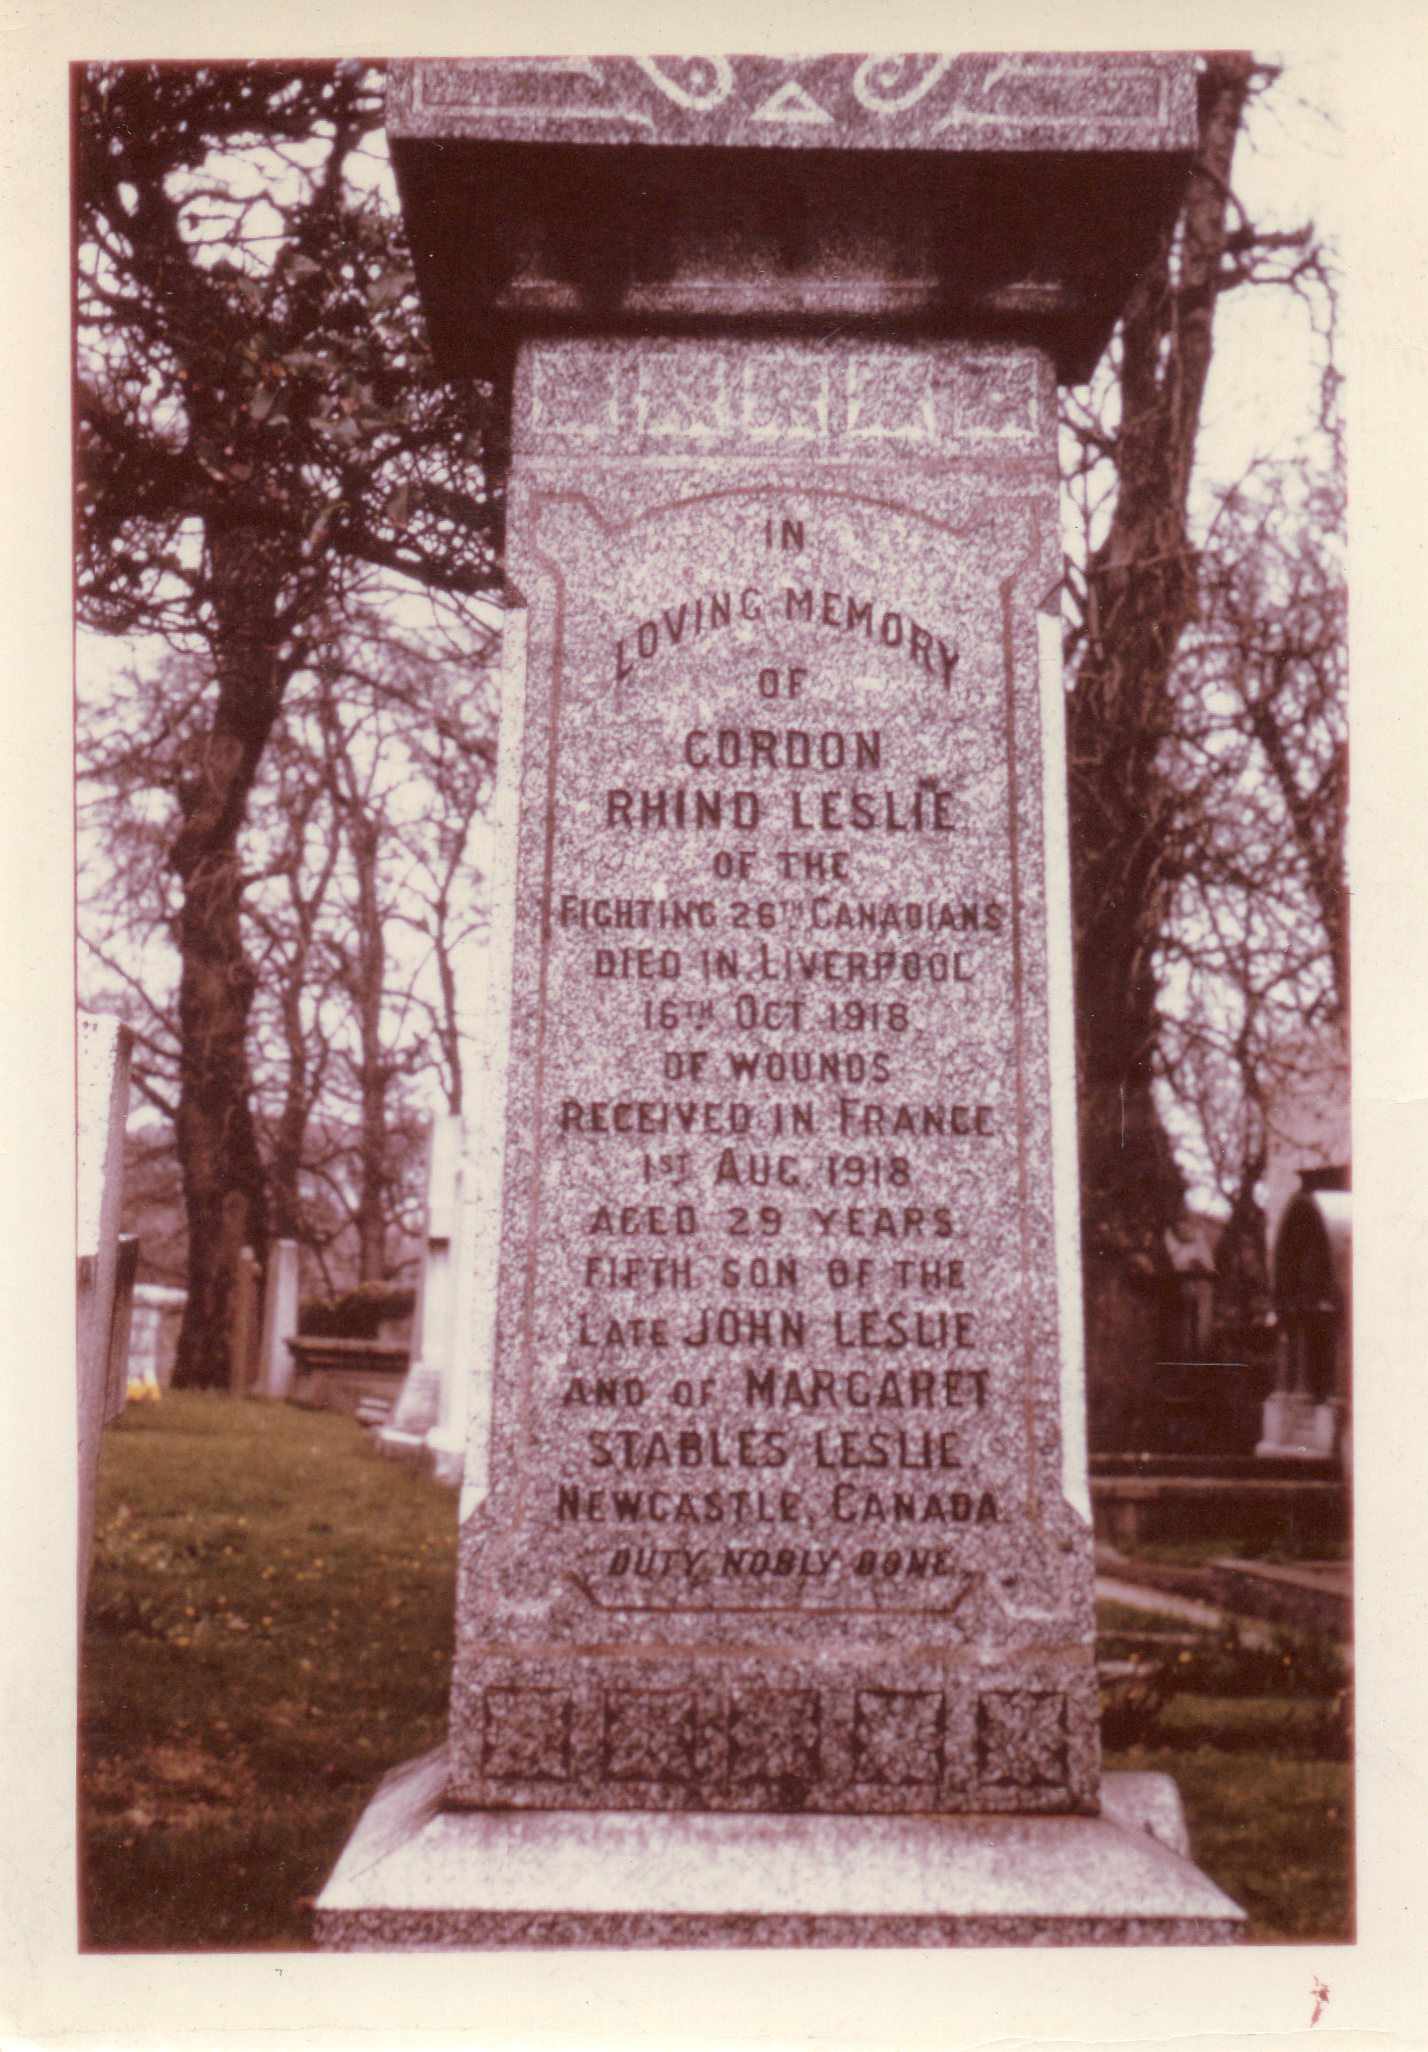 IN
LOVING MEMORY
OF
GORDON
RHIND LESLIE
OF THE
FIGHTING 26TH CANADIANS
DIED IN LIVERPOOL
16TH OCT. 1918,
OF WOUNDS
RECEIVED IN FRANCE
1ST AUG. 1918
AGED 29 YEARS.
FIFTH SON OF THE
LATE JOHN LESLIE
AND OF MARGARET
STABLES LESLIE
NEWCASTLE, CANADA.
DUTY NOBLY DONE.